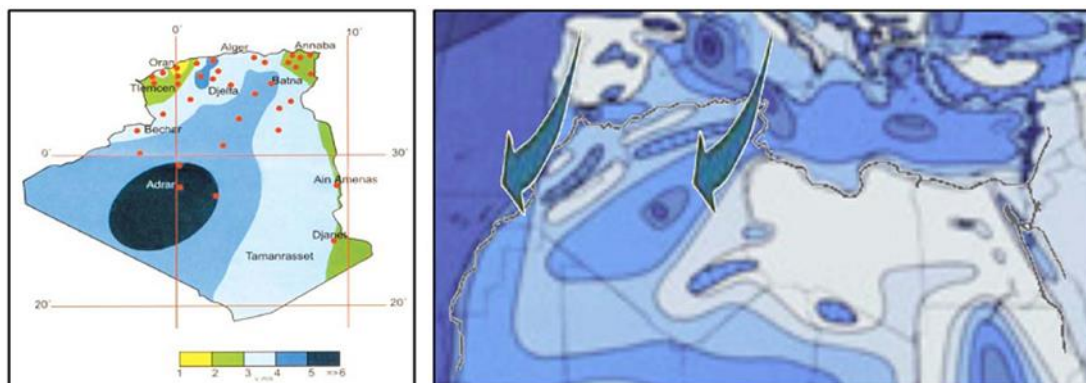 0°
10°
Alger
Annaba
Oran
Tlemcen
Djelfa
Batna
Bechar
0°
30°
Adrar
Ain Amenas
Djanet
Tamanrasset
20°
20°
1 2 3 4 5 =>6